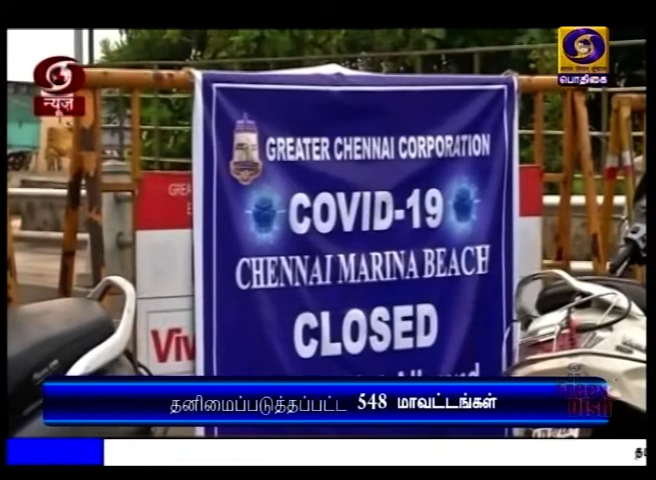 நியூஸ்
பொதிகை
GREATER CHENNAI CORPORATION
COVID-19
CHENNAI MARINA BEACH
CLOSED
Viv
தனிமைப்படுத்தப்பட்ட 548 மாவட்டங்கள்